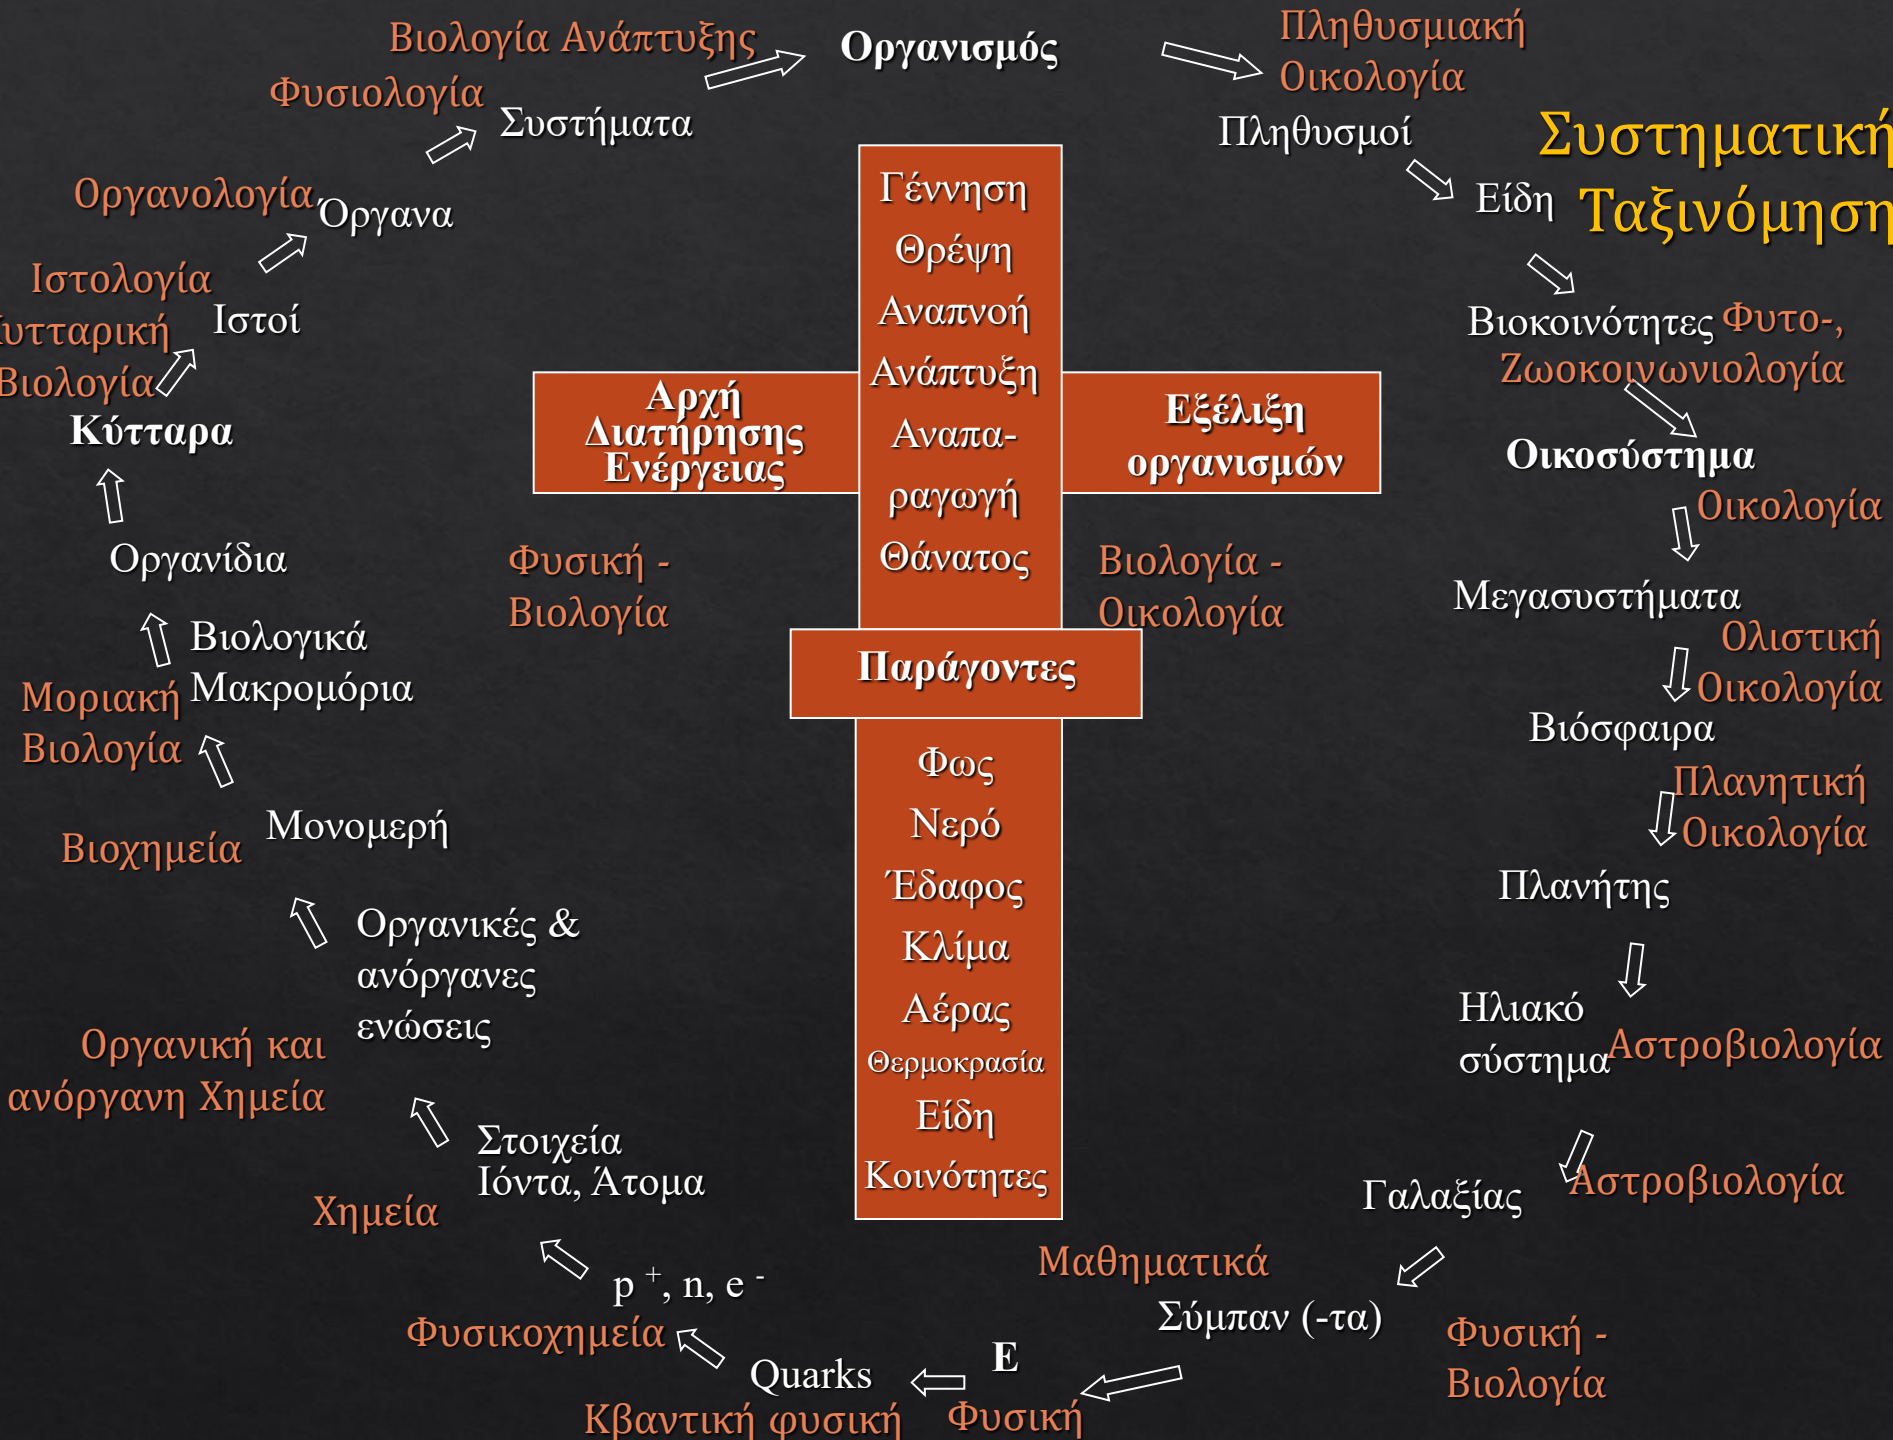 Βιολογία Ανάπτυξης
Οργανισμός
Πληθυσμιακή
Οικολογία
Φυσιολογία
Συστήματα
Πληθυσμοί
Συστηματική
Ταξινόμηση
Είδη
Οργανολογία
Όργανα
Ιστολογία
Ιστοί
Κυτταρική
Βιολογία
Κύτταρα
Βιοκοινότητες
Φυτο-,
Ζωοκοινωνιολογία
Οικοσύστημα
Οικολογία
Γέννηση
Θρέψη
Αναπνοή
Ανάπτυξη
Αναπα-
ραγωγή
Θάνατος
Αρχή
Διατήρησης
Ενέργειας
Εξέλιξη
οργανισμών
Οργανίδια
Φυσική -
Βιολογία
Βιολογία -
Οικολογία
Μεγασυστήματα
Ολιστική
Οικολογία
Βιολογικά
Μακρομόρια
Μοριακή
Βιολογία
Παράγοντες
Βιόσφαιρα
Πλανητική
Οικολογία
Φως
Νερό
Έδαφος
Κλίμα
Αέρας
Θερμοκρασία
Είδη
Κοινότητες
Μονομερή
Βιοχημεία
Πλανήτης
Οργανικές &
ανόργανες
ενώσεις
Οργανική και
ανόργανη Χημεία
Ηλιακό
σύστημα
Αστροβιολογία
Στοιχεία
Ιόντα, Άτομα
Χημεία
Γαλαξίας
Αστροβιολογία
p +, n, e -
Φυσικοχημεία
Μαθηματικά
Σύμπαν (-τα)
Φυσική -
Βιολογία
Quarks
Κβαντική φυσική
E
Φυσική